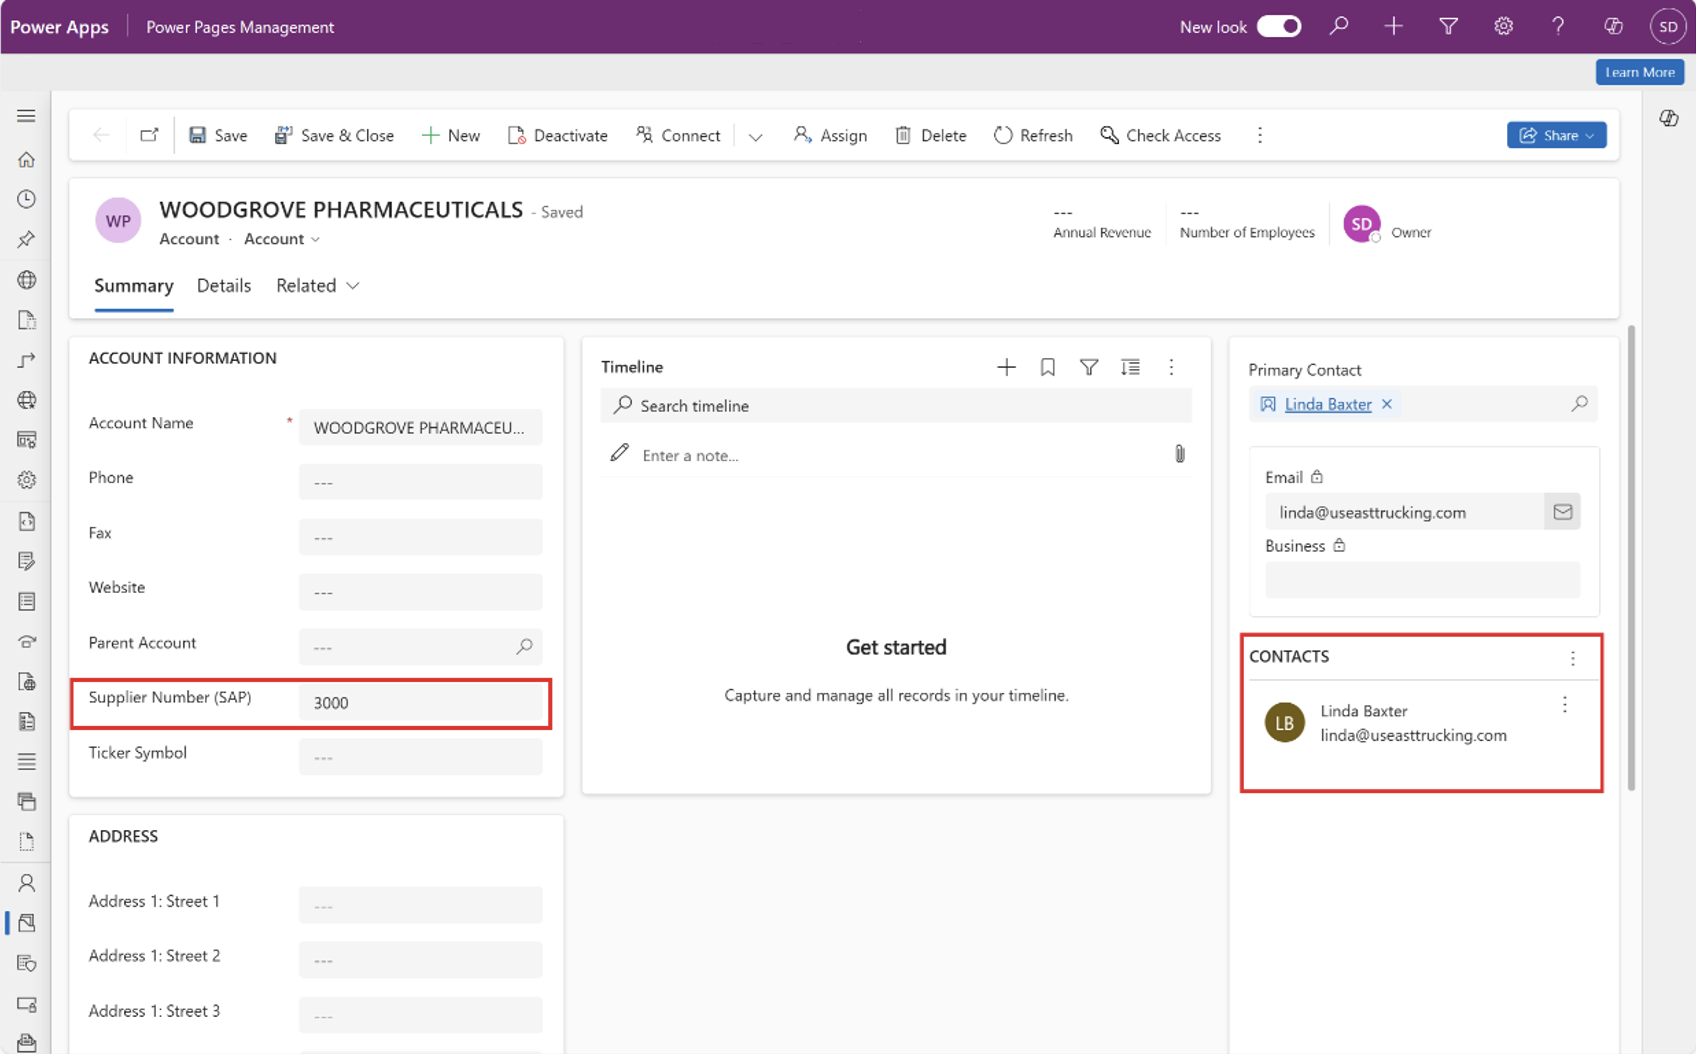 Power Apps
Power Pages Management
New look
SD
Learn More
Save
Save & Close
New
Deactivate
Connect
Assign
Delete
Refresh
Check Access
Share
WP
WOODGROVE PHARMACEUTICALS - Saved
Account · Account
---
Annual Revenue
---
Number of Employees
SD
Owner
Summary
Details
Related
ACCOUNT INFORMATION
Account Name * WOODGROVE PHARMACEU...
Phone ---
Fax ---
Website ---
Parent Account ---
Supplier Number (SAP) 3000
Ticker Symbol ---
ADDRESS
Address 1: Street 1 ---
Address 1: Street 2 ---
Address 1: Street 3 ---
Timeline
Search timeline
Enter a note...
Get started
Capture and manage all records in your timeline.
Primary Contact
Linda Baxter
Email
linda@useasttrucking.com
Business
CONTACTS
LB
Linda Baxter
linda@useasttrucking.com